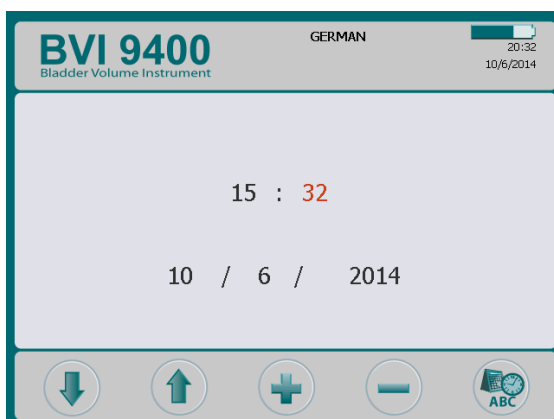 BVI 9400
Bladder Volume Instrument
GERMAN
20:32
10/6/2014
15 : 32
10 / 6 / 2014
ABC